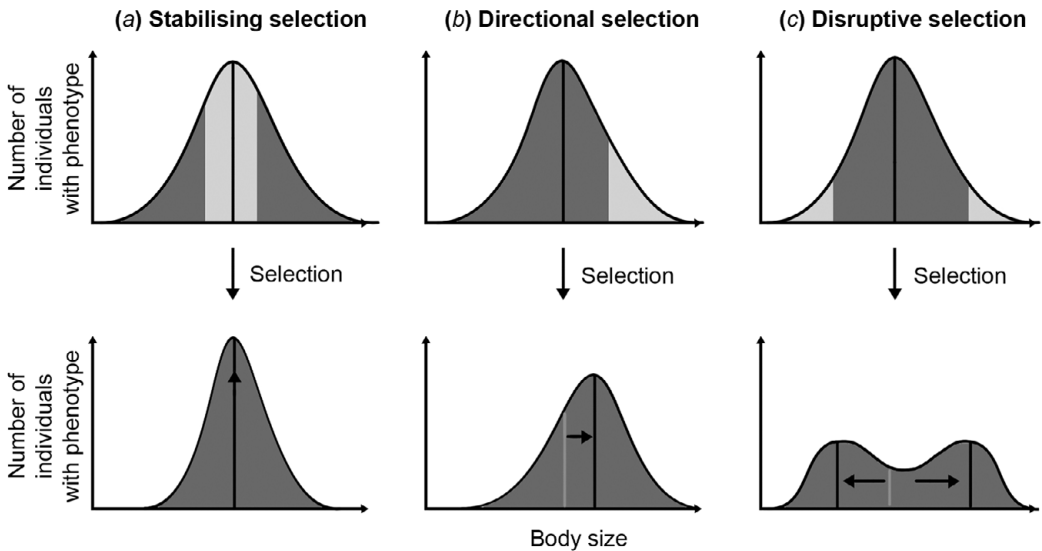 (a) Stabilising selection
(b) Directional selection
(c) Disruptive selection
Number of
individuals
with phenotype
Selection
Selection
Selection
Number of
individuals
with phenotype
Body size